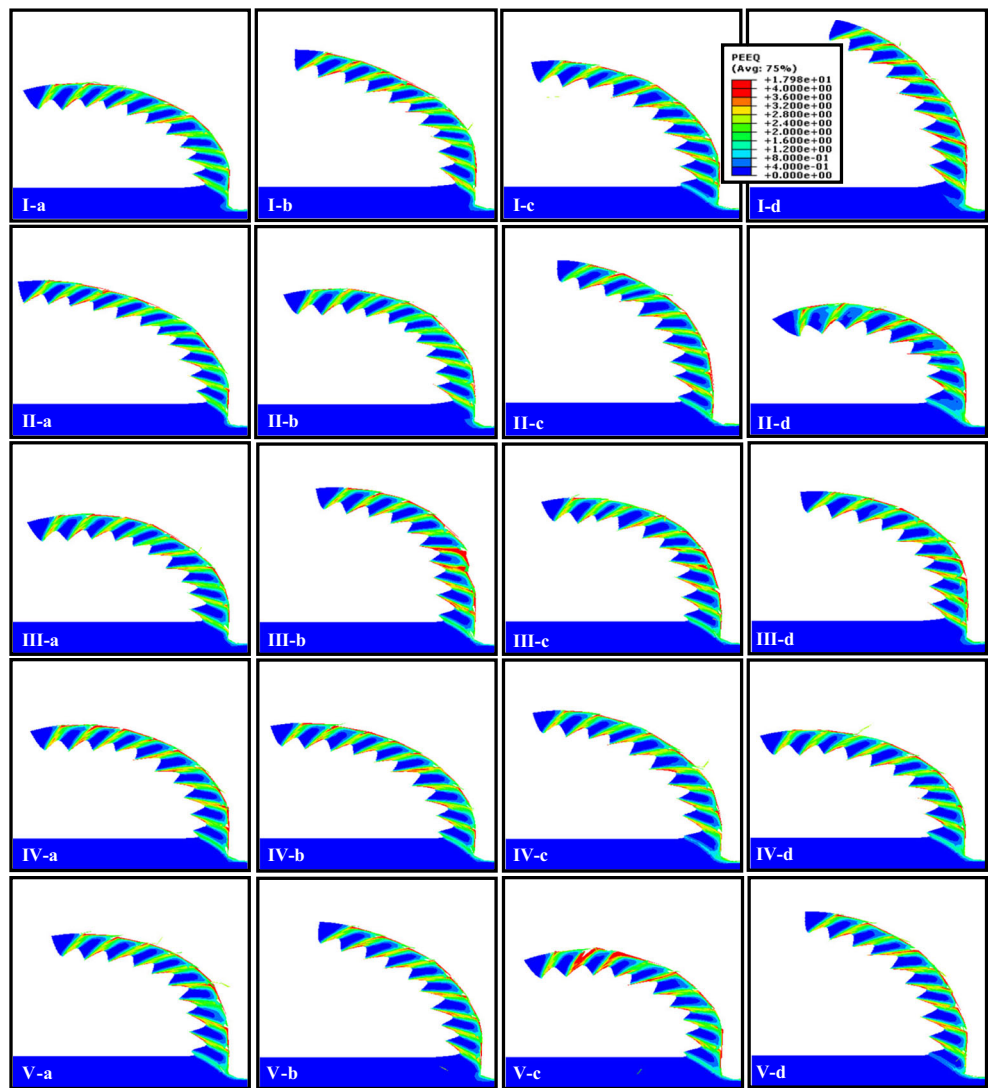 PEEQ
(Avg: 75%)
+1.798e+01
+4.000e+00
+3.600e+00
+3.200e+00
+2.800e+00
+2.400e+00
+2.000e+00
+1.600e+00
+1.200e+00
+8.000e-01
+4.000e-01
+0.000e+00
I-a
I-b
I-c
I-d
II-a
II-b
II-c
II-d
III-a
III-b
III-c
III-d
IV-a
IV-b
IV-c
IV-d
V-a
V-b
V-c
V-d